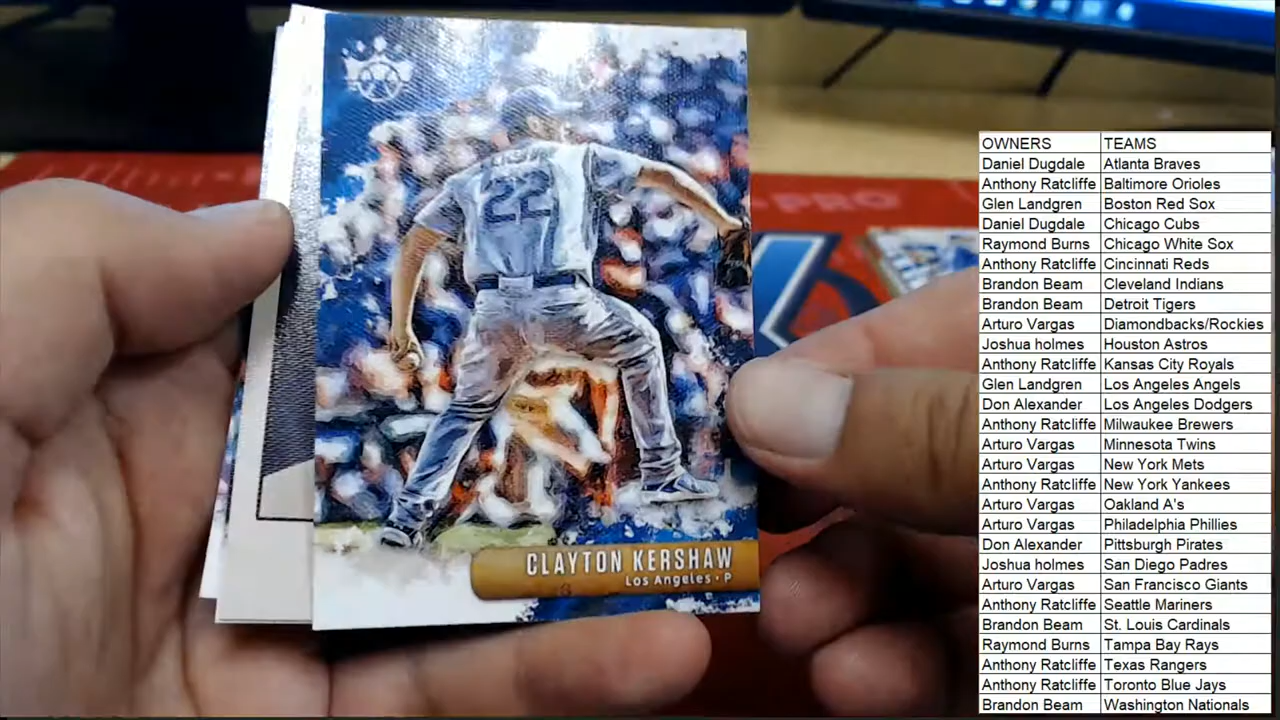 22
CLAYTON KERSHAW
Los Angeles • P
PRO
OWNERS TEAMS
Daniel Dugdale Atlanta Braves
Anthony Ratcliffe Baltimore Orioles
Glen Landgren Boston Red Sox
Daniel Dugdale Chicago Cubs
Raymond Burns Chicago White Sox
Anthony Ratcliffe Cincinnati Reds
Brandon Beam Cleveland Indians
Brandon Beam Detroit Tigers
Arturo Vargas Diamondbacks/Rockies
Joshua holmes Houston Astros
Anthony Ratcliffe Kansas City Royals
Glen Landgren Los Angeles Angels
Don Alexander Los Angeles Dodgers
Anthony Ratcliffe Milwaukee Brewers
Arturo Vargas Minnesota Twins
Arturo Vargas New York Mets
Anthony Ratcliffe New York Yankees
Arturo Vargas Oakland A's
Arturo Vargas Philadelphia Phillies
Don Alexander Pittsburgh Pirates
Joshua holmes San Diego Padres
Arturo Vargas San Francisco Giants
Anthony Ratcliffe Seattle Mariners
Brandon Beam St. Louis Cardinals
Raymond Burns Tampa Bay Rays
Anthony Ratcliffe Texas Rangers
Anthony Ratcliffe Toronto Blue Jays
Brandon Beam Washington Nationals